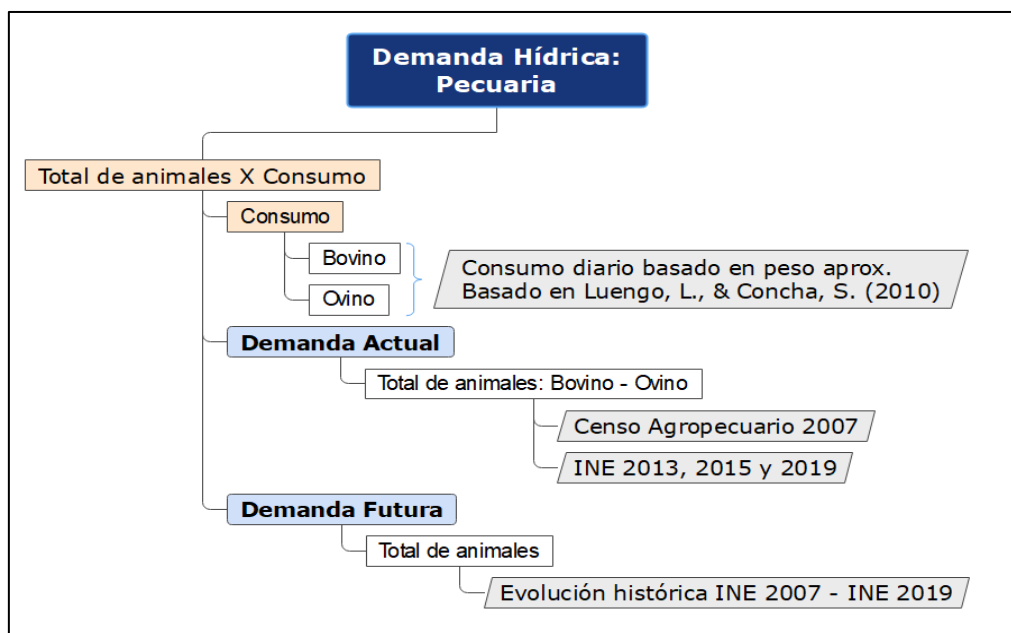 Demanda Hídrica:
Pecuaria
Total de animales X Consumo
Consumo
Bovino
Ovino
Consumo diario basado en peso aprox.
Basado en Luengo, L., & Concha, S. (2010)
Demanda Actual
Total de animales: Bovino - Ovino
Censo Agropecuario 2007
INE 2013, 2015 y 2019
Demanda Futura
Total de animales
Evolución histórica INE 2007 - INE 2019